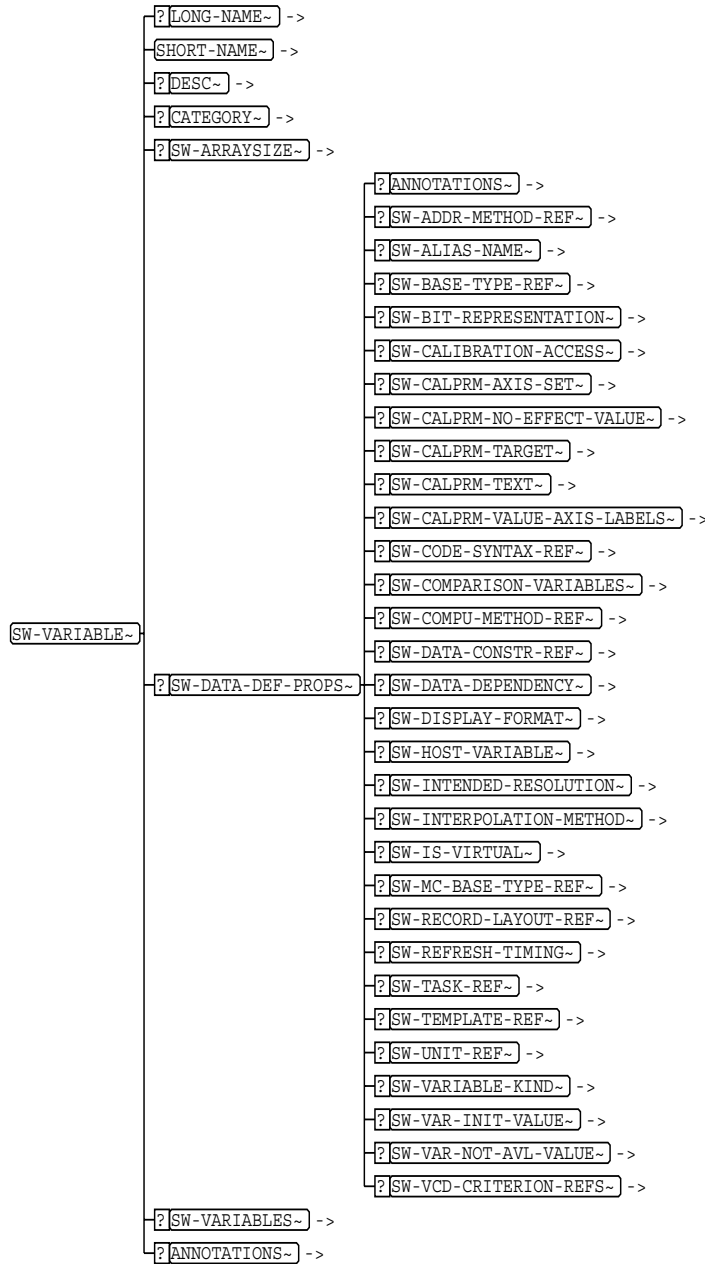 ? LONG-NAME~ ->
SHORT-NAME~ ->
? DESC~ ->
? CATEGORY~ ->
? SW-ARRAYSIZE~ ->
? ANNOTATIONS~ ->
? SW-ADDR-METHOD-REF~ ->
? SW-ALIAS-NAME~ ->
? SW-BASE-TYPE-REF~ ->
? SW-BIT-REPRESENTATION~ ->
? SW-CALIBRATION-ACCESS~ ->
? SW-CALPRM-AXIS-SET~ ->
? SW-CALPRM-NO-EFFECT-VALUE~ ->
? SW-CALPRM-TARGET~ ->
? SW-CALPRM-TEXT~ ->
? SW-CALPRM-VALUE-AXIS-LABELS~ ->
? SW-CODE-SYNTAX-REF~ ->
? SW-COMPARISON-VARIABLES~ ->
? SW-COMPU-METHOD-REF~ ->
SW-VARIABLE~
? SW-DATA-CONSTR-REF~ ->
? SW-DATA-DEF-PROPS~ ? SW-DATA-DEPENDENCY~ ->
? SW-DISPLAY-FORMAT~ ->
? SW-HOST-VARIABLE~ ->
? SW-INTENDED-RESOLUTION~ ->
? SW-INTERPOLATION-METHOD~ ->
? SW-IS-VIRTUAL~ ->
? SW-MC-BASE-TYPE-REF~ ->
? SW-RECORD-LAYOUT-REF~ ->
? SW-REFRESH-TIMING~ ->
? SW-TASK-REF~ ->
? SW-TEMPLATE-REF~ ->
? SW-UNIT-REF~ ->
? SW-VARIABLE-KIND~ ->
? SW-VAR-INIT-VALUE~ ->
? SW-VAR-NOT-AVL-VALUE~ ->
? SW-VCD-CRITERION-REFS~ ->
? SW-VARIABLES~ ->
? ANNOTATIONS~ ->